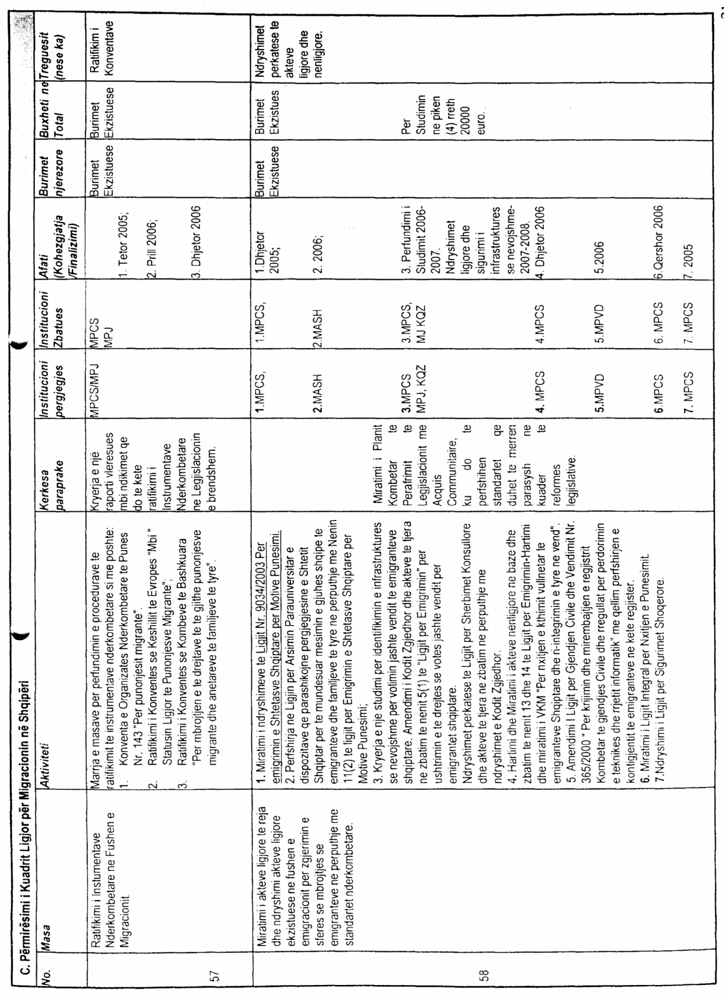 C. Përmirësimi i Kuadrit Ligjor për Migracionin në Shqipëri
No.
Masa
Aktiviteti
Kerkesa
paraprake
Institucioni
pergjegjes
Institucioni
Zbatues
Afati
(Kohezgjatja
/Finalizimi)
Burimet
njerezore
Buxheti ne
Total
Treguesit
(nese ka)
57
Ratifikimi i Instumentave
Nderkombetare ne Fushen e
Migracionit.
Marrja e masave per perfundimin e procedurave te
ratifikimit te instrumentave nderkombetare si me poshte:
1. Konventa e Organizates Nderkombetare te Punes
Nr. 143 "Per punonjesit migrante".
2. Ratifikimi i Konventes se Keshillit te Evropes "Mbi "
Statusin Ligjor te Punonjesve Migrante";
3. Ratifikimi i Konventes se Kombeve te Bashkuara
"Per mbrojtjen e te drejtave te te gjithe punonjesve
migrante dhe anetareve te familjeve te tyre".
Kryerja e një
raporti vleresues
mbi ndikimet qe
do te kete
ratifikimi i
Instrumentave
Nderkombetare
ne Legjislacionin
e brendshem.
MPCS/MPJ
MPCS
MPJ
1. Tetor 2005;
2. Prill 2006;
3. Dhjetor 2006
Burimet
Ekzistuese
Burimet
Ekzistuese
Ratifikimi i
Konventave
58
Miratimi i akteve ligjore te reja
dhe ndryshimi akteve ligjore
ekzistuese ne fushen e
emigracionit per zgjerimin e
sferes se mbrojtjes se
emigranteve ne perputhje me
standartet nderkombetare.
1. Miratimi i ndryshimeve te Ligjit Nr. 9034/2003 Per
emigrimin e Shtetasve Shqiptare per Motive Punesimi.
2. Perfshirja ne Ligjin per Arsimin Parauniversitar e
dispozitave qe parashikojne pergjegjesine e Shtetit
Shqiptar per te mundesuar mesimin e gjuhes shqipe te
emigranteve dhe familjeve te tyre ne perputhje me Nenin
11(2) te ligjit per Emigrimin e Shtetasve Shqiptare per
Motive Punesimi;
3. Kryerja e nje studimi per identifikimin e infrastruktures
se nevojshme per votimin jashte vendit te emigranteve
shqiptare. Amendimi i Kodit Zgjedhor dhe akteve te tjera
ne zbatim te nenit 5(1) te "Ligjit per Emigrimin" per
ushtrimin e te drejtes se votes jashte vendit per
emigrantet shqiptare.
Ndryshimet perkatese te Ligjit per Sherbimet Konsullore
dhe akteve te tjera ne zbatim ne perputhje me
ndryshimet e Kodit Zgjedhor.
4. Hartimi dhe Miratimi i akteve nenligjore ne baze dhe
zbatim te nenit 13 dhe 14 te Ligjit per Emigrimin-Hartimi
dhe miratimi i VKM "Per nxitjen e kthimit vullnetar te
emigranteve Shqiptare dhe ri-integrimin e tyre ne vend".
5. Amendimi I Ligjit per Gjendjen Civile dhe Vendimit Nr.
365/2000 " Per krijimin dhe mirembajtjen e regjistrit
Kombetar te gjendjes Civile dhe rregullat per perdorimin
e teknikes dhe rrjetit informatik" me qellim perfshirjen e
kontigjentit te emigranteve ne kete regjister.
6. Miratimi i Ligjit Integral per Nxitjen e Punesimit.
7.Ndryshimi i Ligjit per Sigurimet Shoqerore.
Miratimi i Planit
Kombetar te
Perafrimit te
Legjislacionit me
Acquis
Communitaire,
ku do te
perfshihen
standartet qe
duhet te merren
parasysh ne
kuader te
reformes
legjislative.
1.MPCS,
2.MASH
3.MPCS
MPJ, KQZ
4. MPCS
5.MPVD
6.MPCS
7. MPCS
1.MPCS,
2.MASH
3.MPCS,
MJ KQZ
4.MPCS
5.MPVD
6. MPCS
7. MPCS
1.Dhjetor
2005;
2. 2006;
3. Perfundimi i
Studimit 2006-
2007.
Ndryshimet
ligjore dhe
sigurimi i
infrastruktures
se nevojshme-
2007-2008.
4. Dhjetor 2006
5.2006
6.Qershor 2006
7. 2005
Burimet
Ekzistuese
Burimet
Ekzistues
Per
Studimin
ne piken
(4) rreth
20000
euro.
Ndryshimet
perkatese te
akteve
ligjore dhe
nenligjore.